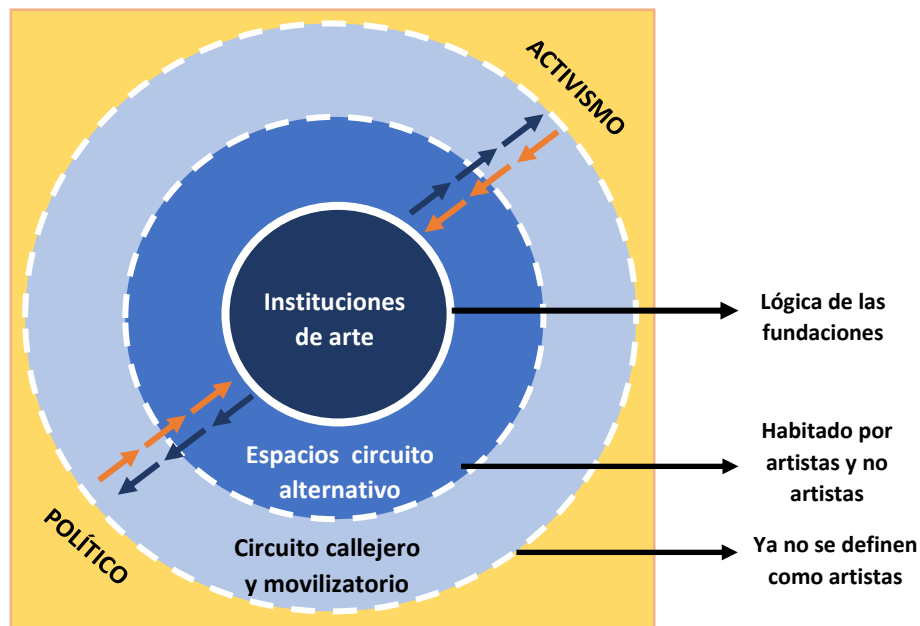 ACTIVISMO
Instituciones
de arte
Lógica de las
fundaciones
Espacios circuito
alternativo
Habitado por
artistas y no
artistas
POLÍTICO
Circuito callejero
y movilizatorio
Ya no se definen
como artistas